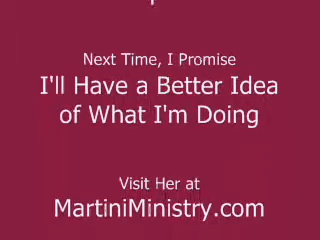 Next Time, I Promise
I'll Have a Better Idea
of What I'm Doing
Visit Her at
MartiniMinistry.com